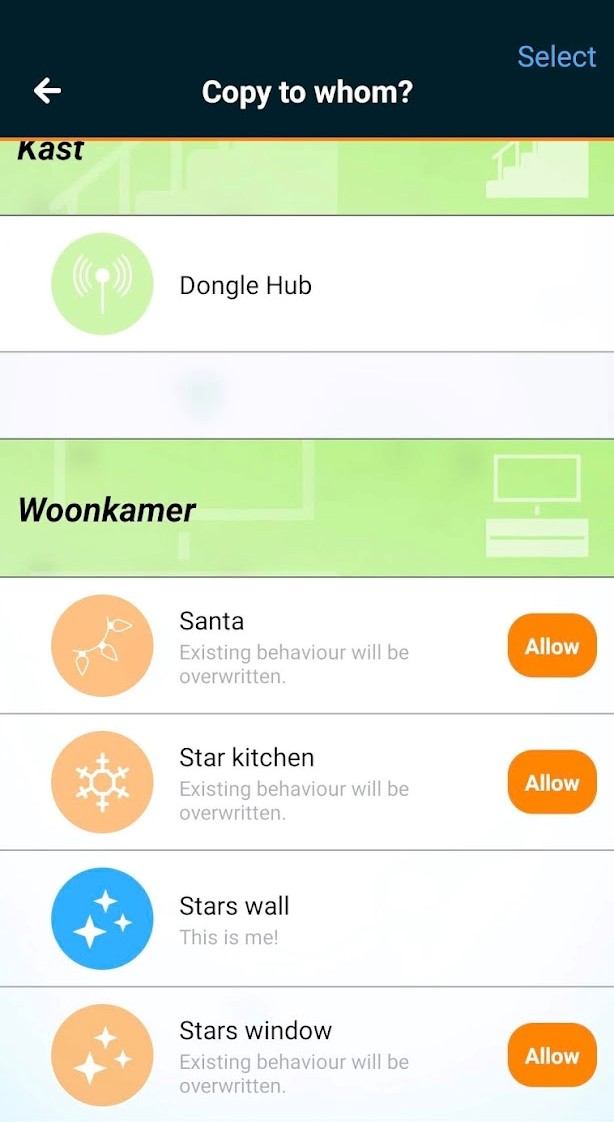 Select
Copy to whom?
Kast
Dongle Hub
Woonkamer
Santa
Existing behaviour will be
overwritten.
Allow
Star kitchen
Existing behaviour will be
overwritten.
Allow
Stars wall
This is me!
Stars window
Existing behaviour will be
overwritten.
Allow